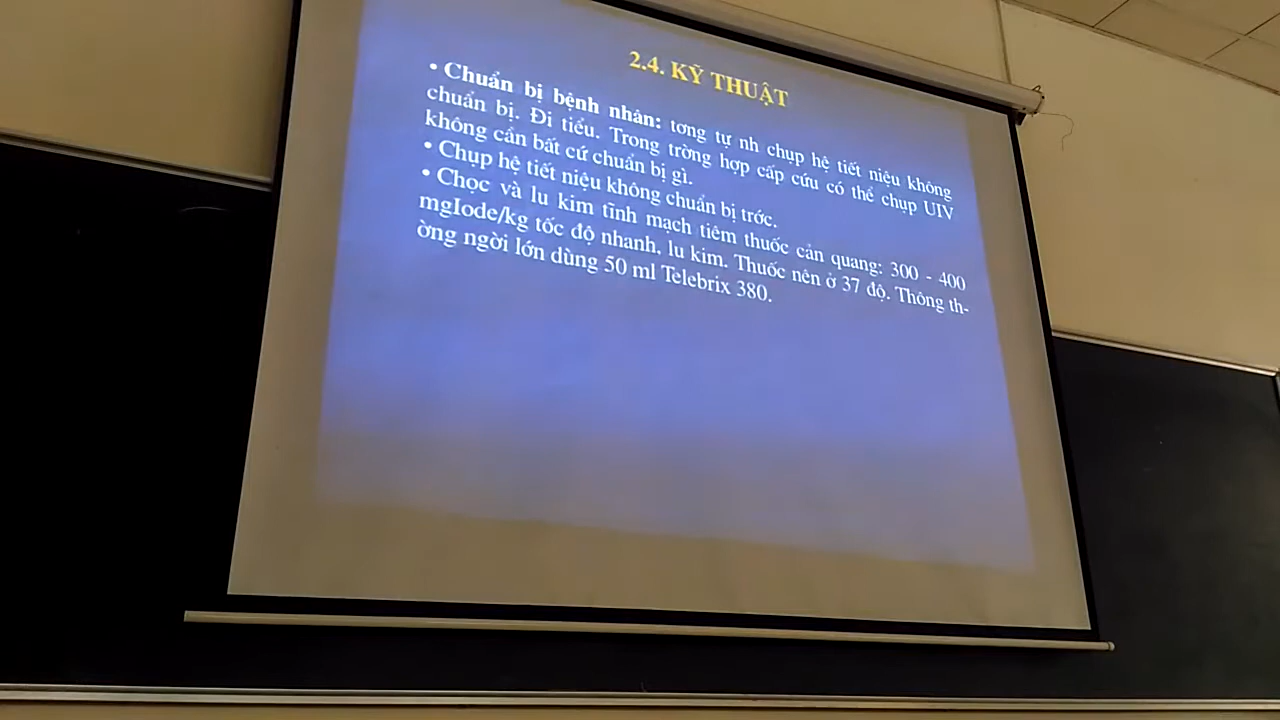 2.4. KỸ THUẬT
• Chuẩn bị bệnh nhân: tơng tự nh chụp hệ tiết niệu không
chuẩn bị. Đi tiểu. Trong trờng hợp cấp cứu có thể chụp UIV
không cần bất cứ chuẩn bị gì.
• Chụp hệ tiết niệu không chuẩn bị trớc.
• Chọc và lu kim tĩnh mạch tiêm thuốc cản quang: 300 - 400
mgIode/kg tốc độ nhanh, lu kim. Thuốc nên ở 37 độ. Thông th-
ờng ngời lớn dùng 50 ml Telebrix 380.